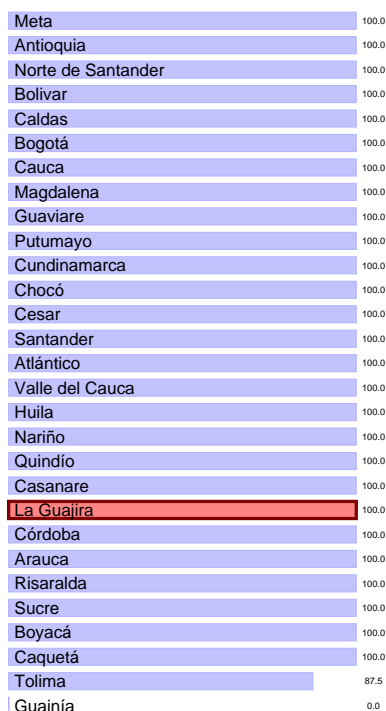 Meta 100.0
Antioquia 100.0
Norte de Santander 100.0
Bolivar 100.0
Caldas 100.0
Bogotá 100.0
Cauca 100.0
Magdalena 100.0
Guaviare 100.0
Putumayo 100.0
Cundinamarca 100.0
Chocó 100.0
Cesar 100.0
Santander 100.0
Atlántico 100.0
Valle del Cauca 100.0
Huila 100.0
Nariño 100.0
Quindío 100.0
Casanare 100.0
La Guajira 100.0
Córdoba 100.0
Arauca 100.0
Risaralda 100.0
Sucre 100.0
Boyacá 100.0
Caquetá 100.0
Tolima 87.5
Guainía 0.0